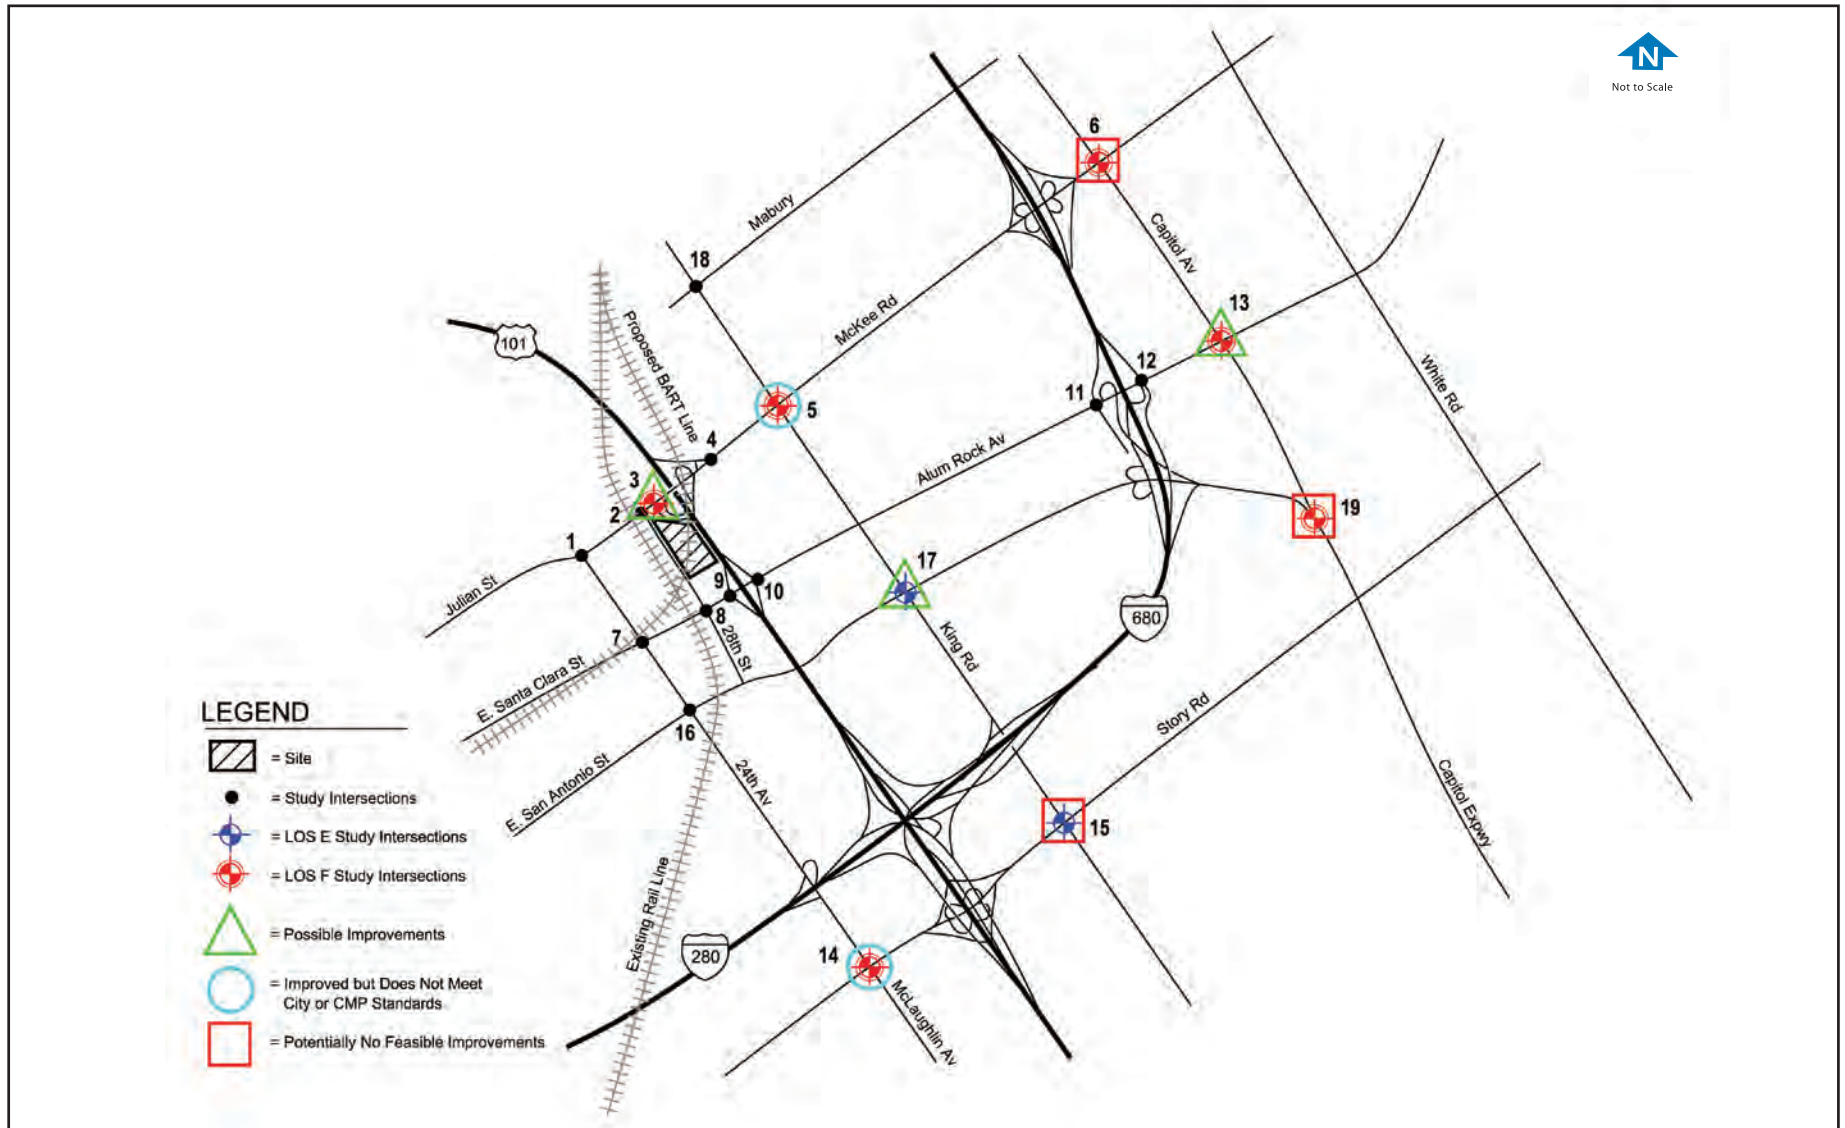 N
Not to Scale
6
Mabury
Capitol Av
18
13
McKee Rd
Proposed BART Line
101
12
White Rd
11
5
4
Alum Rock Av
3
2
19
1
17
9
10
Julian St
8
7
28th St
King Rd
680
E. Santa Clara St
16
Story Rd
E. San Antonio St
24th Av
Capitol Expwy
15
Existing Rail Line
280
14
McLaughlin Av
LEGEND
= Site
= Study Intersections
= LOS E Study Intersections
= LOS F Study Intersections
= Possible Improvements
= Improved but Does Not Meet
City or CMP Standards
= Potentially No Feasible Improvements